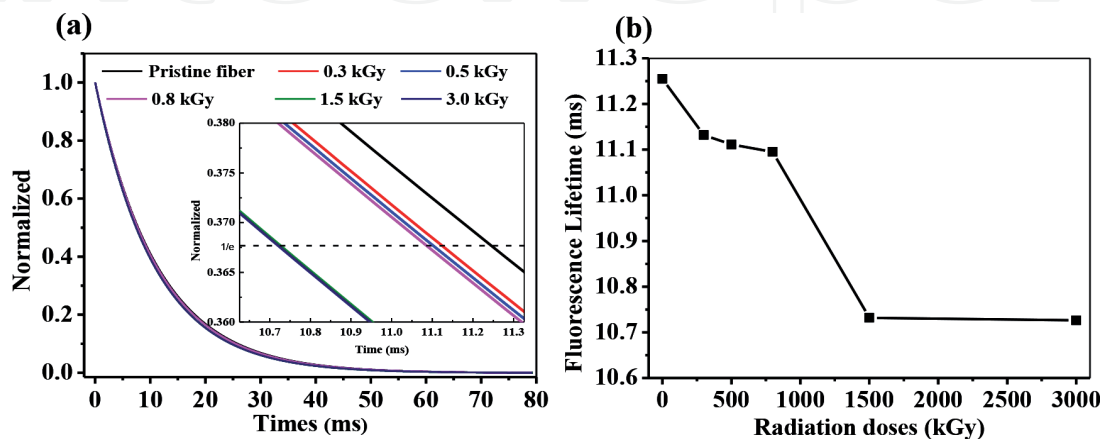 (a)
Pristine fiber
0.3 kGy
0.5 kGy
0.8 kGy
1.5 kGy
3.0 kGy
Normalized
1.0
0.8
0.6
0.4
0.2
0.0
0 10 20 30 40 50 60 70 80
Times (ms)
Normalized
0.380
0.375
0.370
1/e
0.365
0.360
10.7 10.8 10.9 11.0 11.1 11.2 11.3
Time (ms)
(b)
Fluorescence Lifetime (ms)
11.3
11.2
11.1
11.0
10.9
10.8
10.7
10.6
0 500 1000 1500 2000 2500 3000
Radiation doses (kGy)